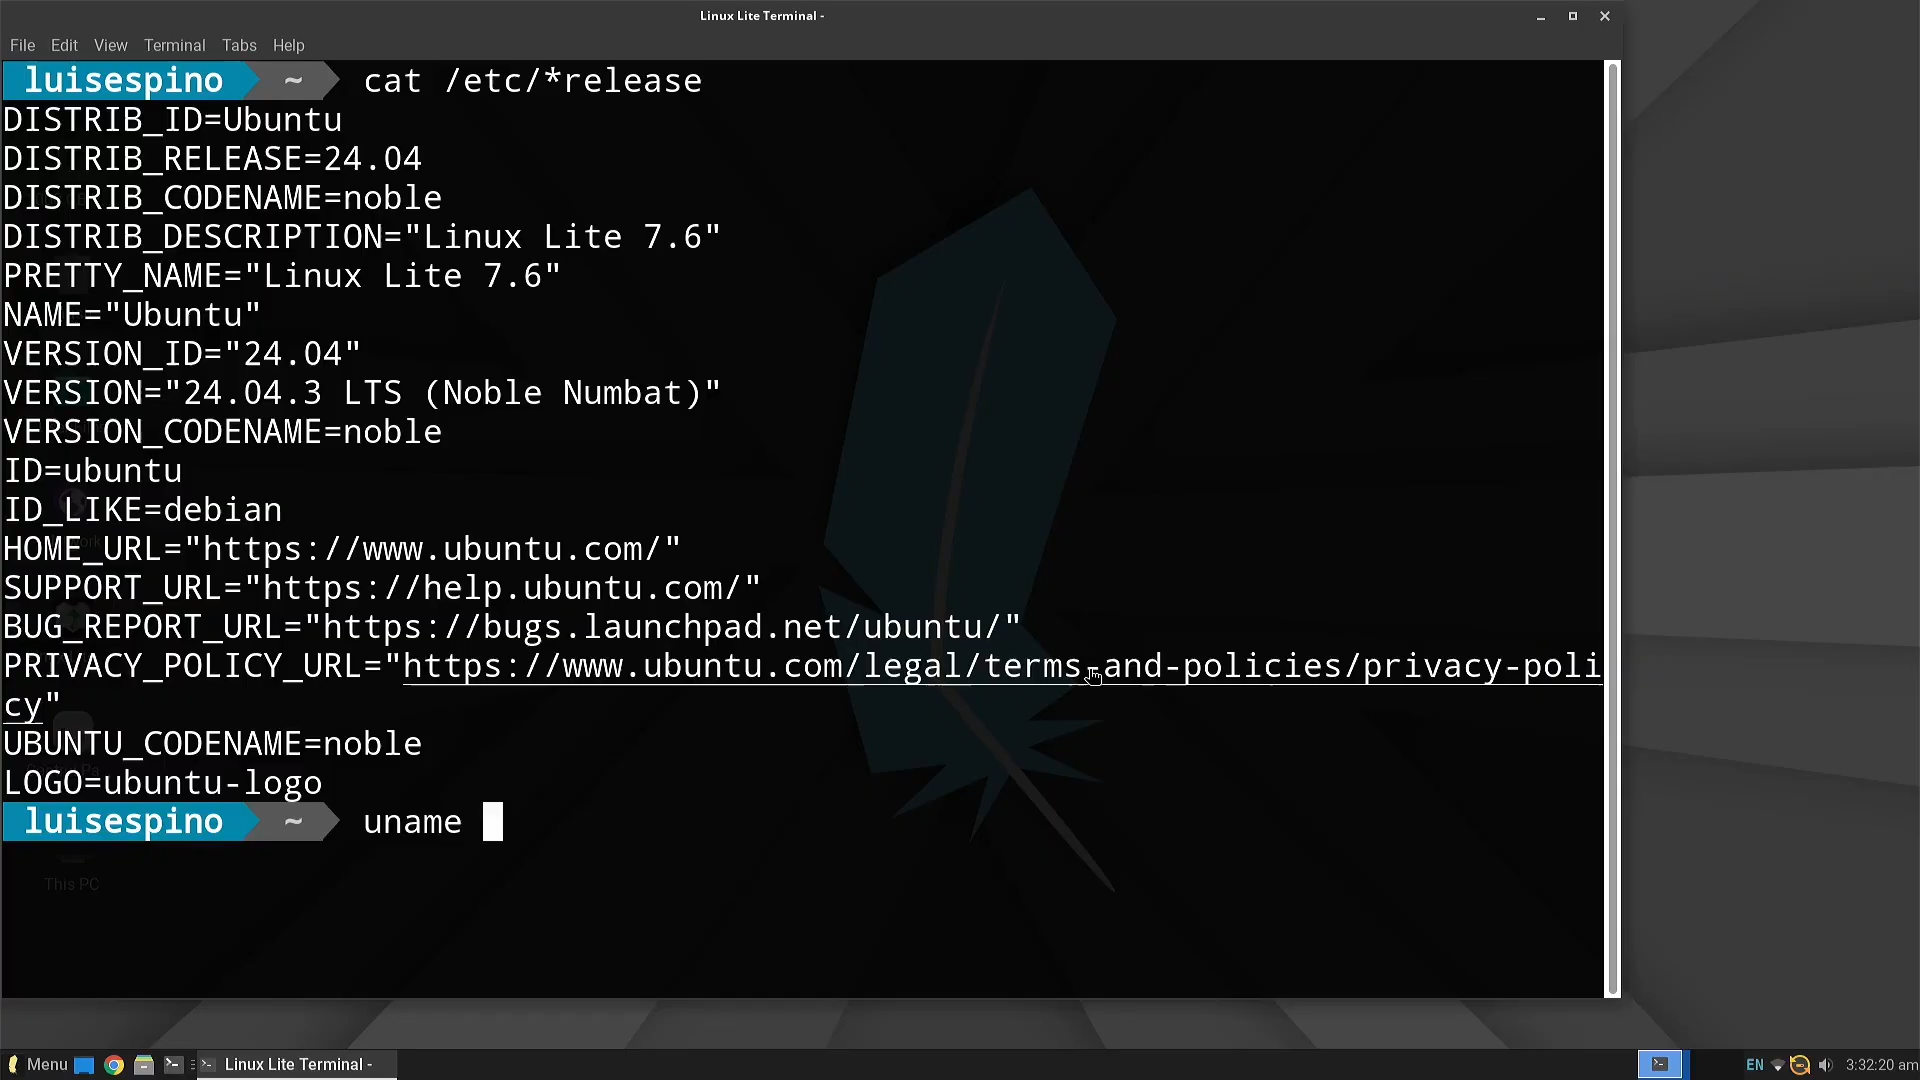 Linux Lite Terminal -
File Edit View Terminal Tabs Help
luisespino ~ cat /etc/*release
DISTRIB_ID=Ubuntu
DISTRIB_RELEASE=24.04
DISTRIB_CODENAME=noble
DISTRIB_DESCRIPTION="Linux Lite 7.6"
PRETTY_NAME="Linux Lite 7.6"
NAME="Ubuntu"
VERSION_ID="24.04"
VERSION="24.04.3 LTS (Noble Numbat)"
VERSION_CODENAME=noble
ID=ubuntu
ID_LIKE=debian
HOME_URL="https://www.ubuntu.com/"
SUPPORT_URL="https://help.ubuntu.com/"
BUG_REPORT_URL="https://bugs.launchpad.net/ubuntu/"
PRIVACY_POLICY_URL="https://www.ubuntu.com/legal/terms-and-policies/privacy-poli
cy"
UBUNTU_CODENAME=noble
LOGO=ubuntu-logo
luisespino ~ uname
This PC
Menu Linux Lite Terminal - EN 3:32:20 am